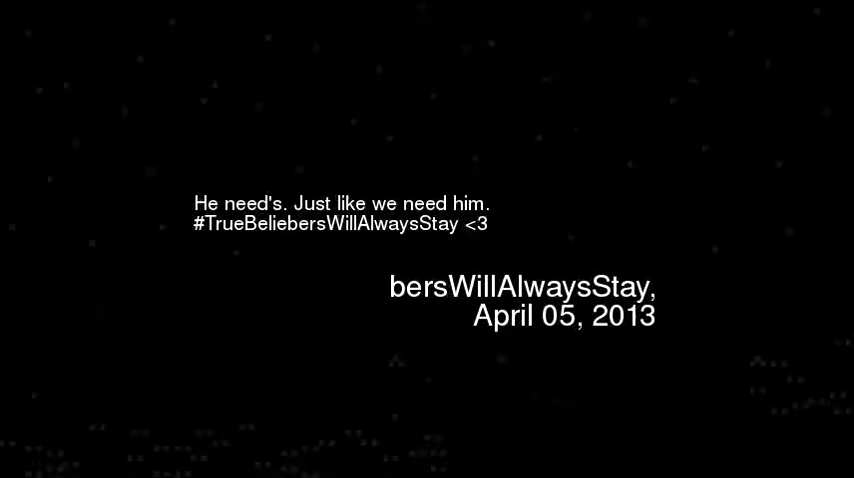 He need's. Just like we need him.
#TrueBeliebersWillAlwaysStay <3
bersWillAlwaysStay,
April 05, 2013